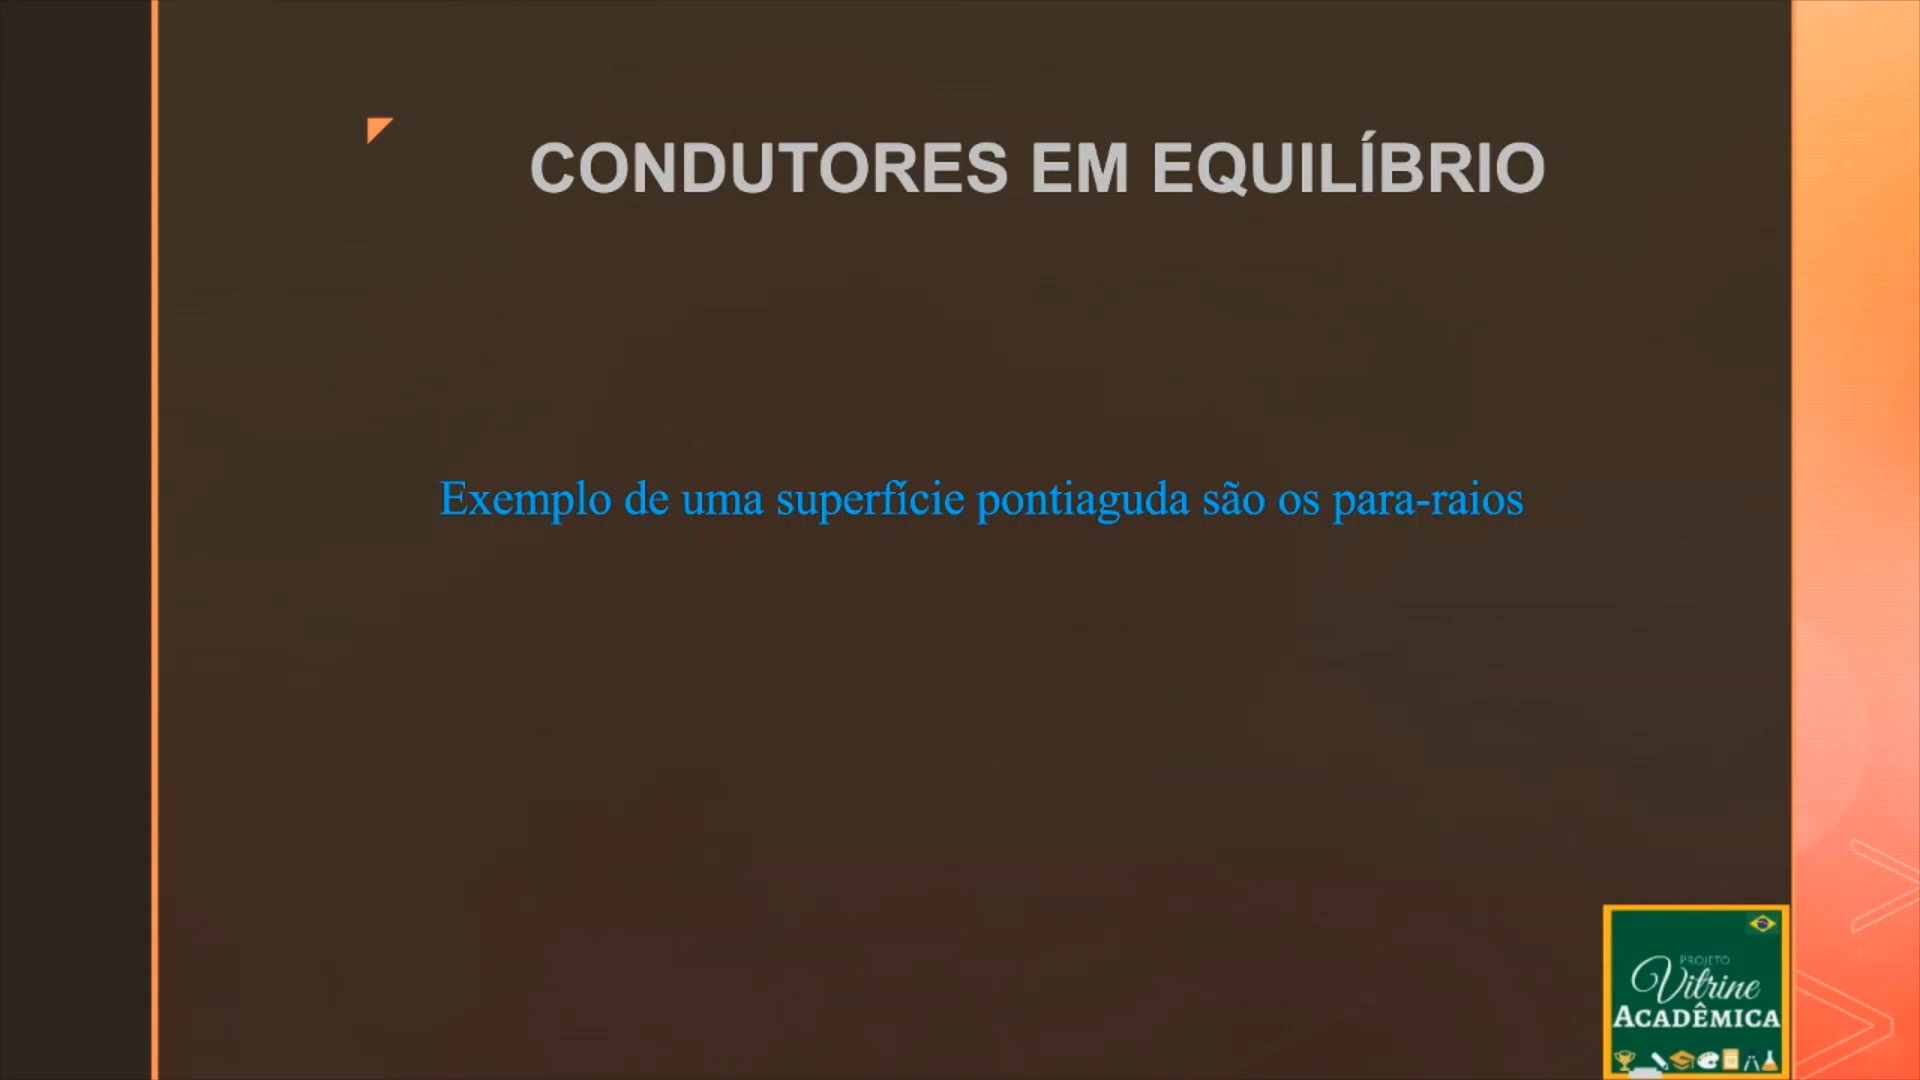 CONDUTORES EM EQUILÍBRIO
Exemplo de uma superfície pontiaguda são os para-raios
PROJETO
Vitrine
ACADÊMICA